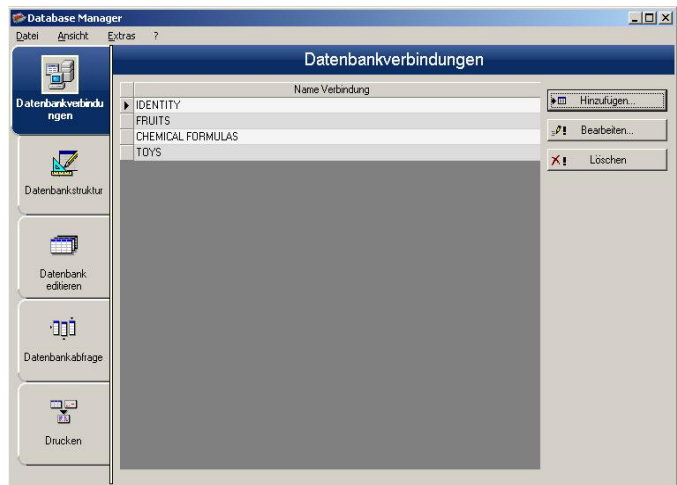 Database Manager
Datei Ansicht Extras ?
Datenbankverbindungen
Datenbankverbindu
ngen
Datenbankstruktur
Datenbank
editieren
Datenbankabfrage
Drucken
Name Verbindung
IDENTITY
FRUITS
CHEMICAL FORMULAS
TOYS
Hinzufügen...
Bearbeiten...
Löschen